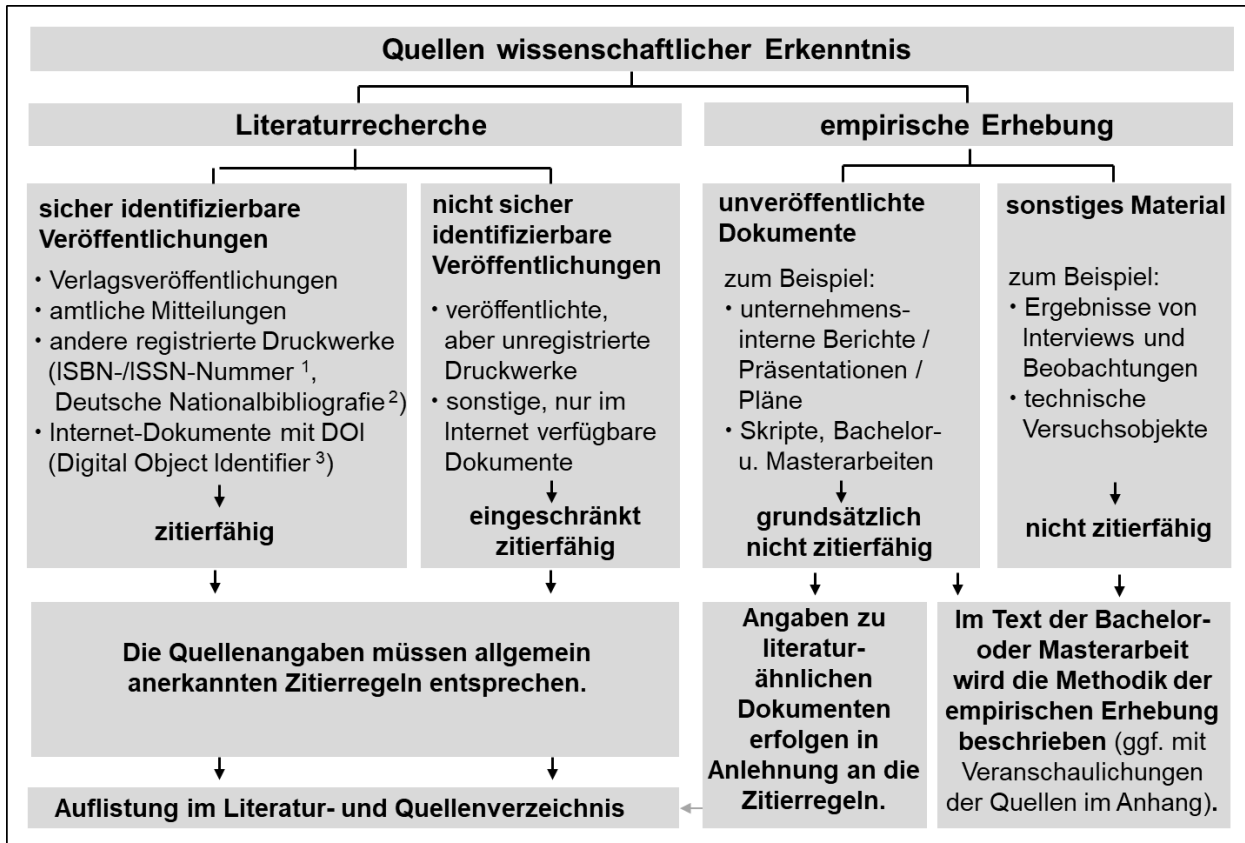 Quellen wissenschaftlicher Erkenntnis
Literaturrecherche
empirische Erhebung
sicher identifizierbare
Veröffentlichungen
• Verlagsveröffentlichungen
• amtliche Mitteilungen
• andere registrierte Druckwerke
(ISBN-/ISSN-Nummer ¹,
Deutsche Nationalbibliografie ²)
• Internet-Dokumente mit DOI
(Digital Object Identifier ³)
zitierfähig
nicht sicher
identifizierbare
Veröffentlichungen
• veröffentlichte,
aber unregistrierte
Druckwerke
• sonstige, nur im
Internet verfügbare
Dokumente
eingeschränkt
zitierfähig
unveröffentlichte
Dokumente
zum Beispiel:
• unternehmens-
interne Berichte /
Präsentationen /
Pläne
• Skripte, Bachelor-
u. Masterarbeiten
grundsätzlich
nicht zitierfähig
sonstiges Material
zum Beispiel:
• Ergebnisse von
Interviews und
Beobachtungen
• technische
Versuchsobjekte
nicht zitierfähig
Die Quellenangaben müssen allgemein
anerkannten Zitierregeln entsprechen.
Auflistung im Literatur- und Quellenverzeichnis
Angaben zu
literatur-
ähnlichen
Dokumenten
erfolgen in
Anlehnung an die
Zitierregeln.
Im Text der Bachelor-
oder Masterarbeit
wird die Methodik der
empirischen Erhebung
beschrieben (ggf. mit
Veranschaulichungen
der Quellen im Anhang).